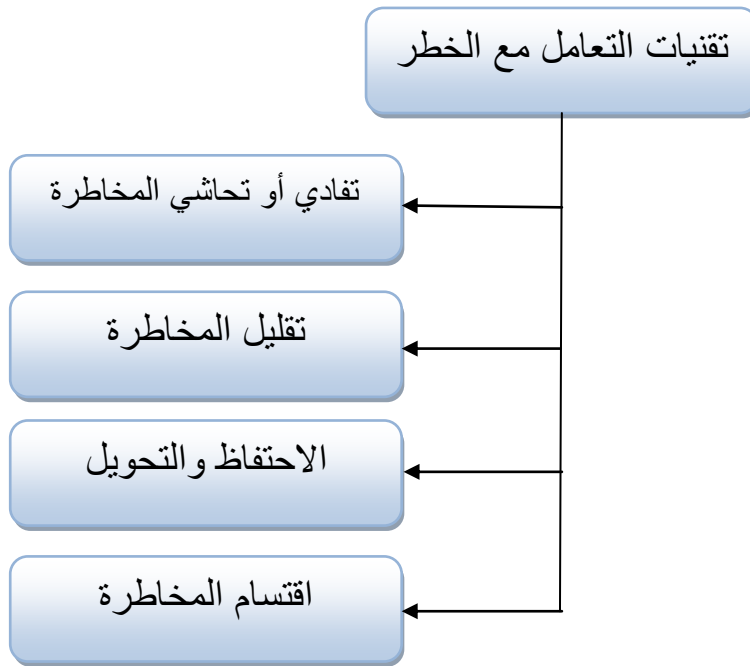 تقنيات التعامل مع الخطر
تفادي أو تحاشي المخاطرة
تقليل المخاطرة
الاحتفاظ والتحويل
اقتسام المخاطرة